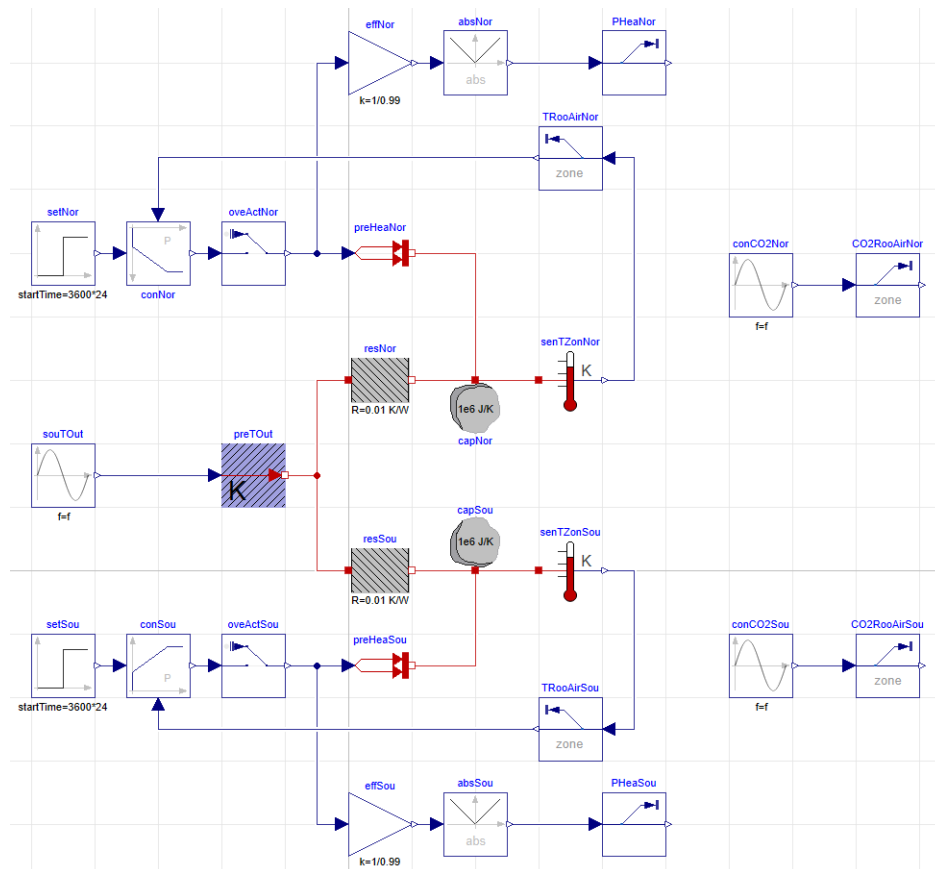 effNor
absNor
PHeaNor
abs
k=1/0.99
TRooAirNor
zone
setNor
P
oveActNor
preHeaNor
startTime=3600*24
conNor
conCO2Nor
CO2RooAirNor
zone
f=f
resNor
senTZonNor
K
R=0.01 K/W
1e6 J/K
capNor
souTOut
preTOut
K
f=f
capSou
1e6 J/K
resSou
senTZonSou
K
R=0.01 K/W
setSou
conSou
oveActSou
preHeaSou
P
startTime=3600*24
conCO2Sou
CO2RooAirSou
zone
f=f
TRooAirSou
zone
effSou
absSou
PHeaSou
abs
k=1/0.99